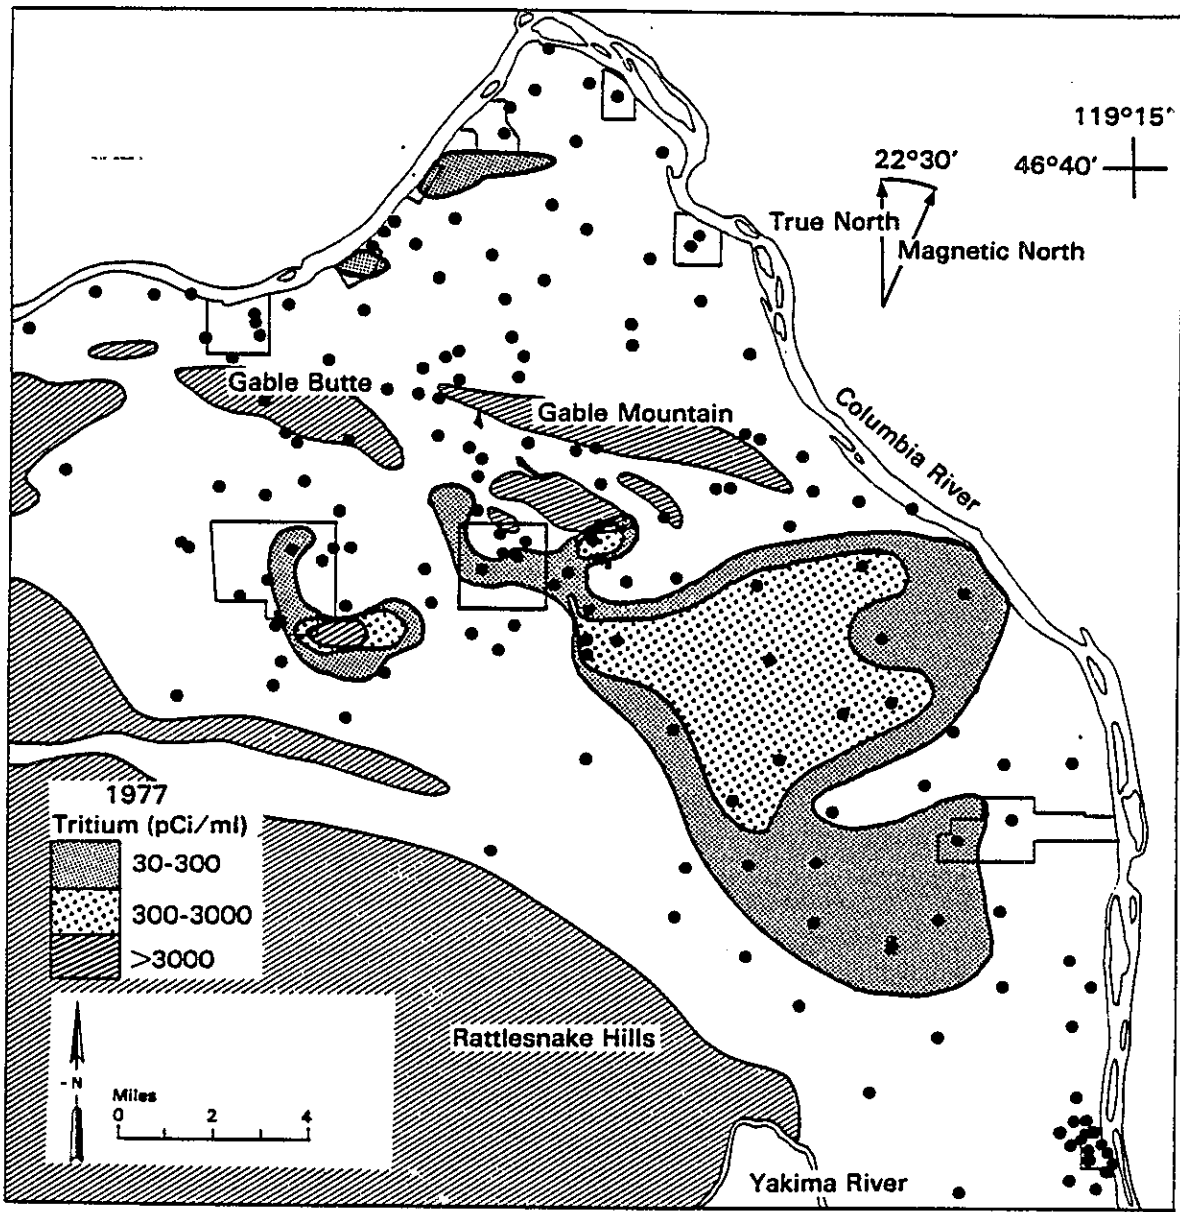 119°15'
22°30'
46°40'
True North
Magnetic North
Gable Butte
Gable Mountain
Columbia River
1977
Tritium (pCi/ml)
30-300
300-3000
>3000
Rattlesnake Hills
N
Miles
0 2 4
Yakima River